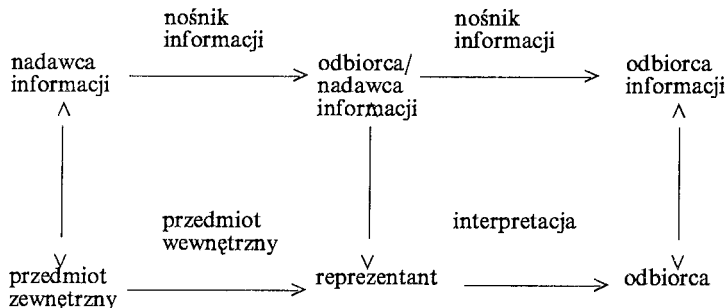 nośnik
informacji
nośnik
informacji
nadawca
informacji
odbiorca/
nadawca
informacji
odbiorca
informacji
przedmiot
wewnętrzny
interpretacja
przedmiot
zewnętrzny
reprezentant
odbiorca